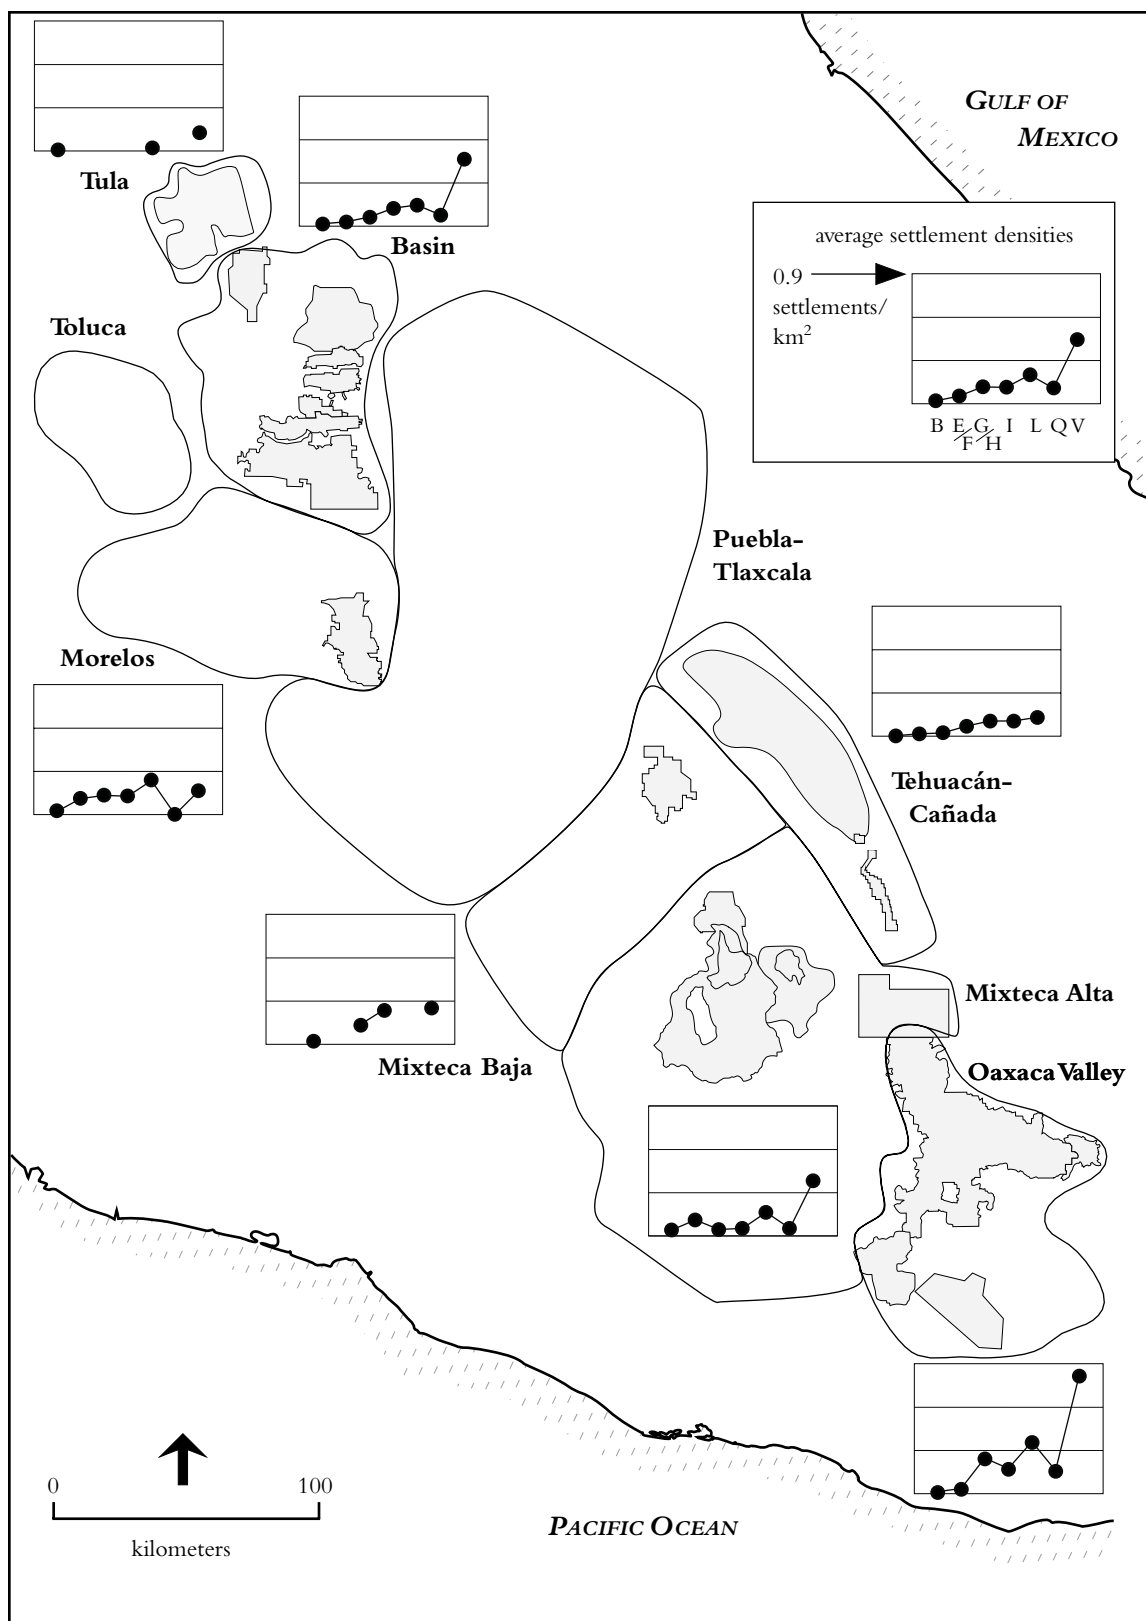 GULF OF
MEXICO
Tula
Basin
average settlement densities
0.9
settlements/
km²
B E/F G/H I L Q V
Toluca
Puebla-
Tlaxcala
Morelos
Tehuacán-
Cañada
Mixteca Alta
Mixteca Baja
Oaxaca Valley
0 100
kilometers
PACIFIC OCEAN